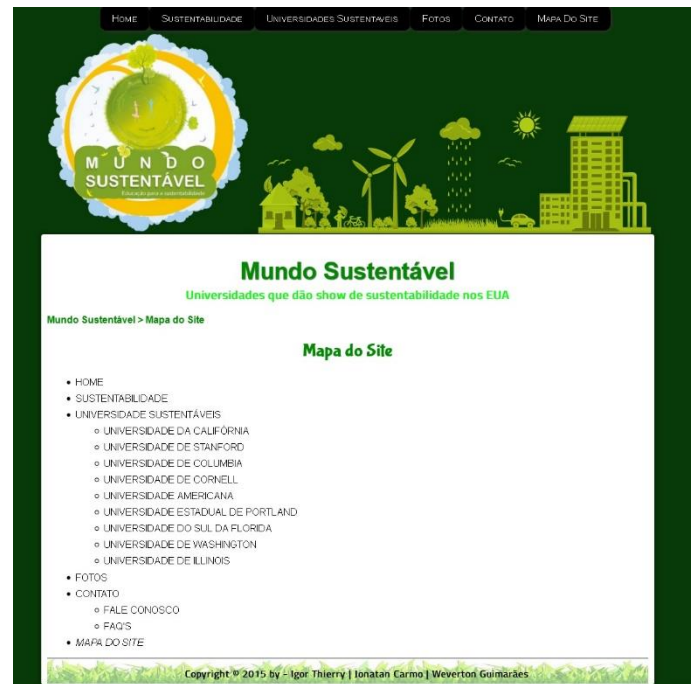 Home Sustentabilidade Universidades Sustentaveis Fotos Contato Mapa Do Site
MUNDO
SUSTENTÁVEL
Educação para a sustentabilidade
Mundo Sustentável
Universidades que dão show de sustentabilidade nos EUA
Mundo Sustentável > Mapa do Site
Mapa do Site
• HOME
• SUSTENTABILIDADE
• UNIVERSIDADE SUSTENTÁVEIS
◦ UNIVERSIDADE DA CALIFÓRNIA
◦ UNIVERSIDADE DE STANFORD
◦ UNIVERSIDADE DE COLUMBIA
◦ UNIVERSIDADE DE CORNELL
◦ UNIVERSIDADE AMERICANA
◦ UNIVERSIDADE ESTADUAL DE PORTLAND
◦ UNIVERSIDADE DO SUL DA FLORIDA
◦ UNIVERSIDADE DE WASHINGTON
◦ UNIVERSIDADE DE ILLINOIS
• FOTOS
• CONTATO
◦ FALE CONOSCO
◦ FAQ'S
• MAPA DO SITE
Copyright © 2015 by - Igor Thierry | Ionatan Carmo | Weverton Guimarães